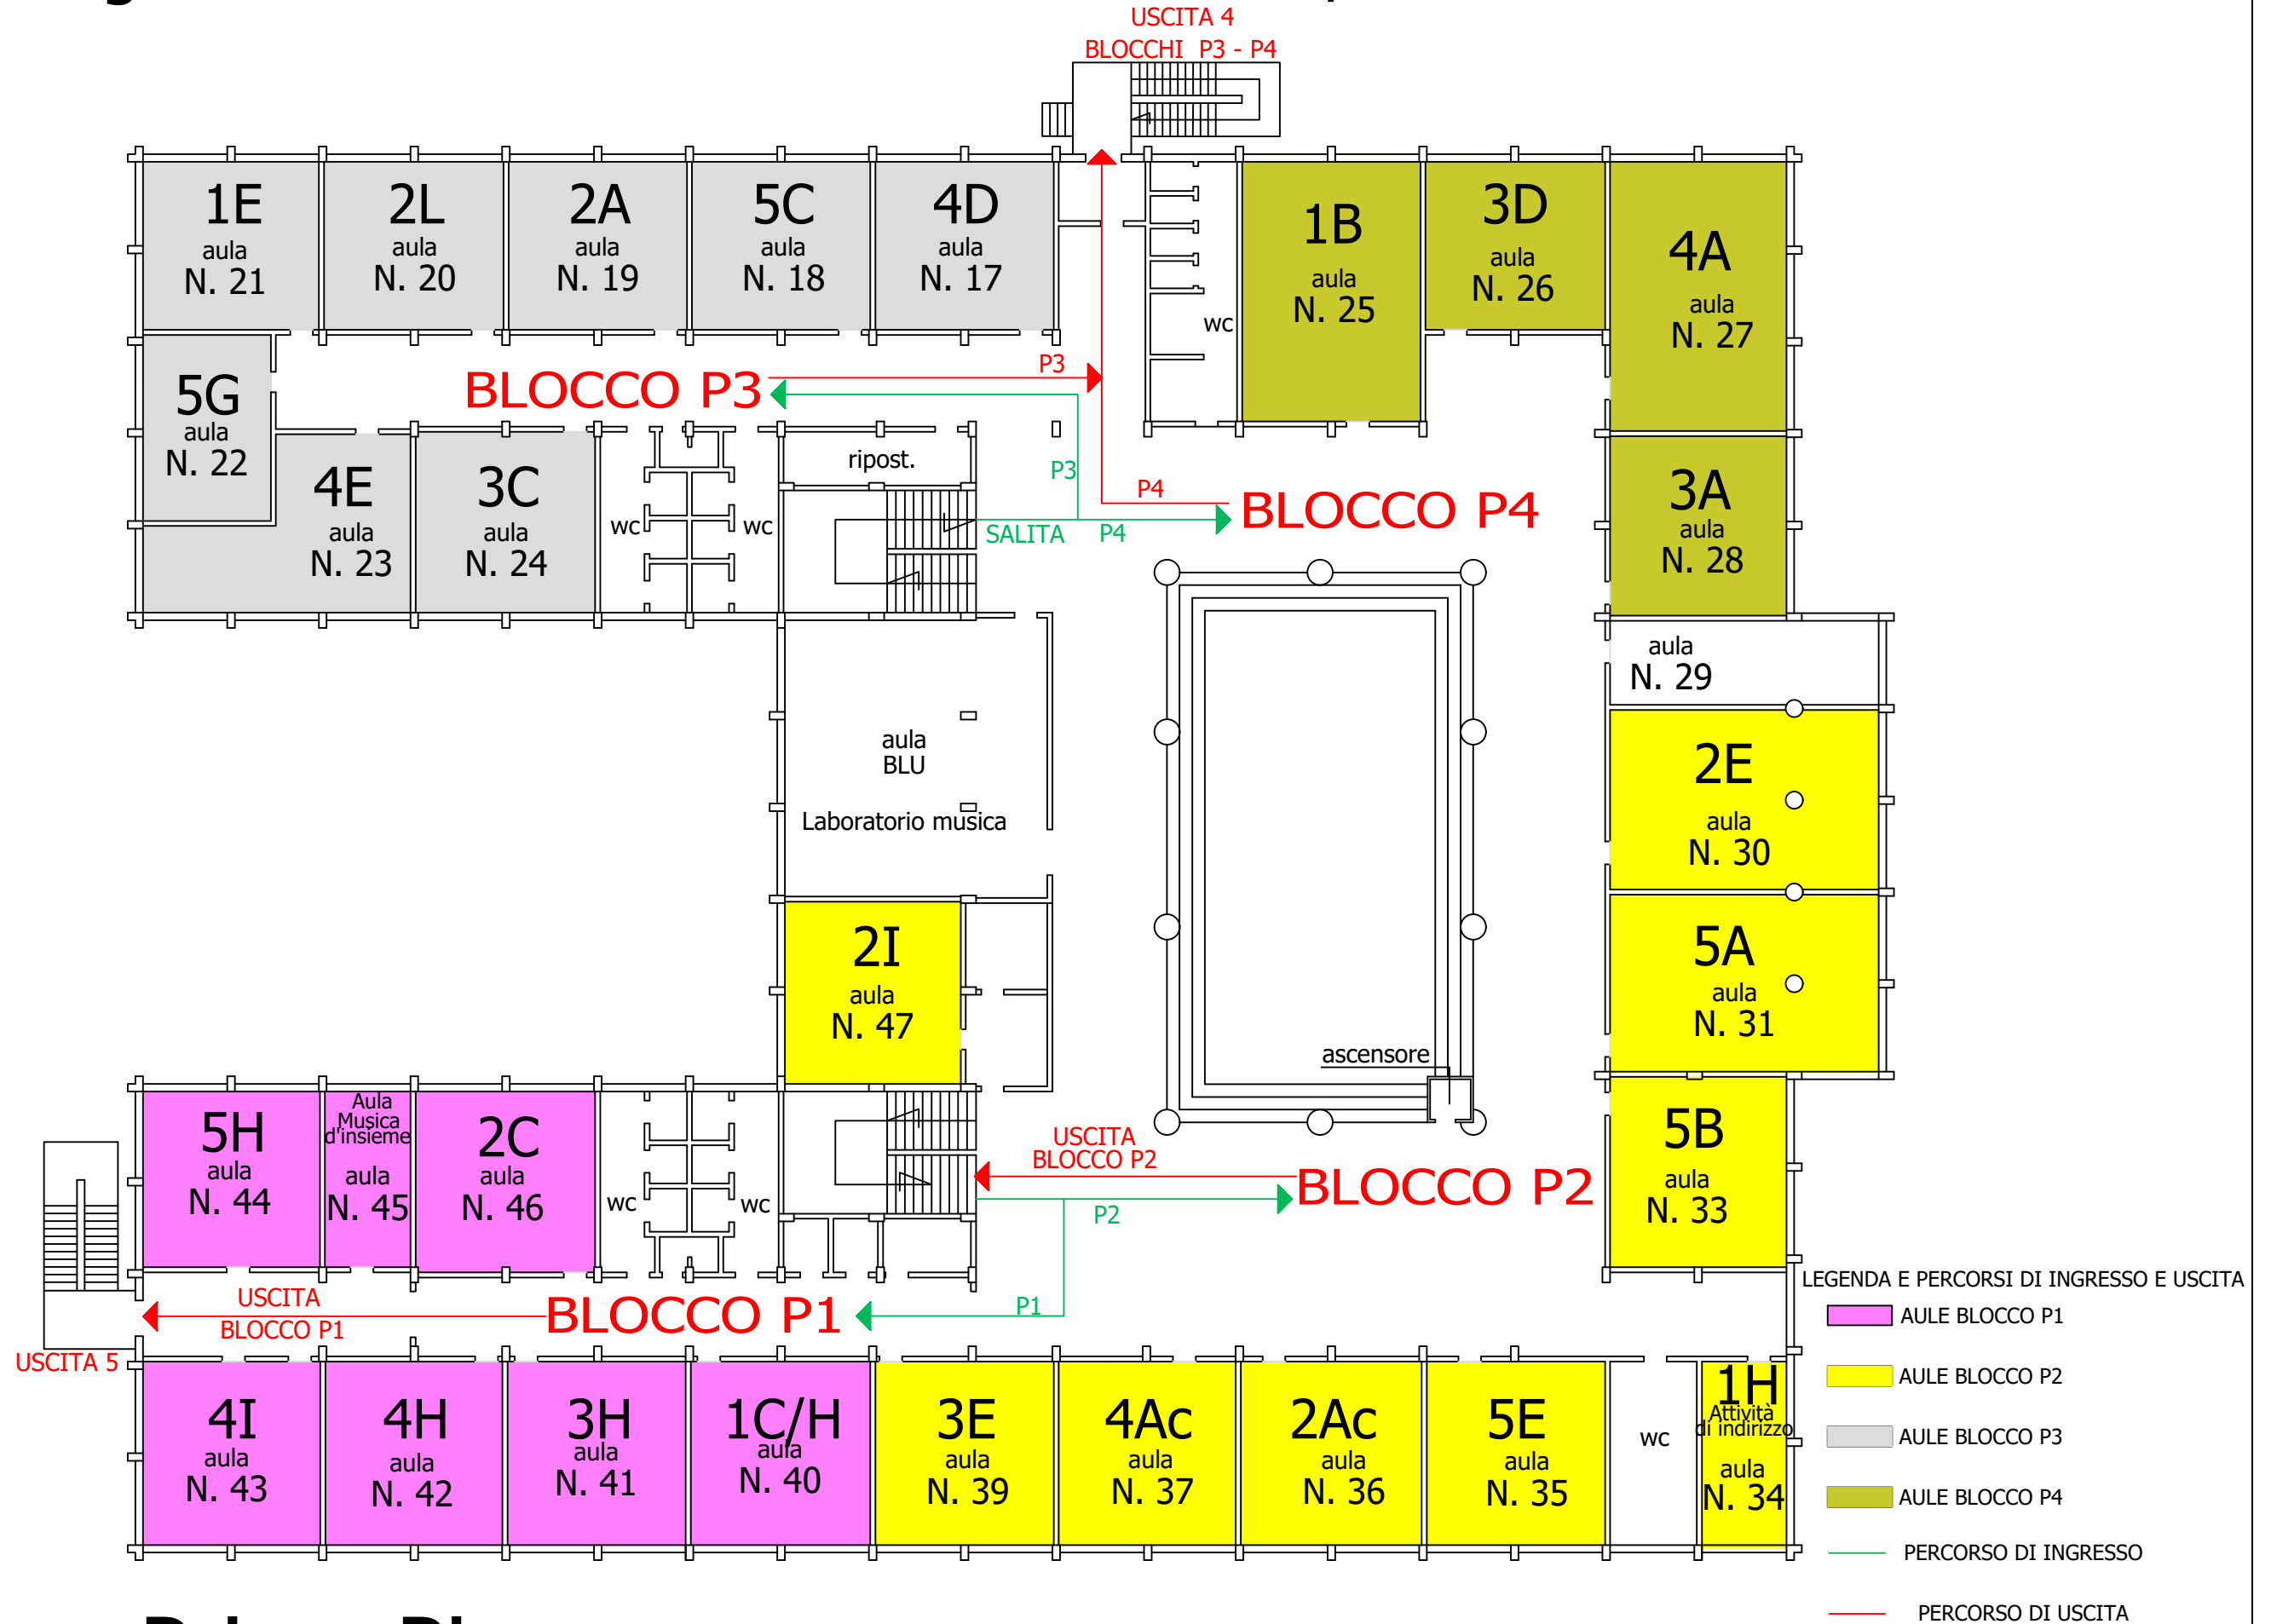 USCITA 4
BLOCCHI P3 - P4
1E
aula
N. 21
2L
aula
N. 20
2A
aula
N. 19
5C
aula
N. 18
4D
aula
N. 17
1B
aula
N. 25
3D
aula
N. 26
4A
aula
N. 27
wc
5G
aula
N. 22
BLOCCO P3
P3
4E
aula
N. 23
3C
aula
N. 24
wc
wc
ripost.
P3
P4
SALITA
P4
BLOCCO P4
3A
aula
N. 28
aula
N. 29
aula
BLU
Laboratorio musica
2E
aula
N. 30
2I
aula
N. 47
5A
aula
N. 31
ascensore
5H
aula
N. 44
Aula
Musica
d'insieme
aula
N. 45
2C
aula
N. 46
wc
wc
USCITA
BLOCCO P2
P2
BLOCCO P2
5B
aula
N. 33
USCITA
BLOCCO P1
USCITA 5
BLOCCO P1
P1
4I
aula
N. 43
4H
aula
N. 42
3H
aula
N. 41
1C/H
aula
N. 40
3E
aula
N. 39
4Ac
aula
N. 37
2Ac
aula
N. 36
5E
aula
N. 35
wc
1H
Attività
di indirizzo
aula
N. 34
LEGENDA E PERCORSI DI INGRESSO E USCITA
AULE BLOCCO P1
AULE BLOCCO P2
AULE BLOCCO P3
AULE BLOCCO P4
PERCORSO DI INGRESSO
PERCORSO DI USCITA